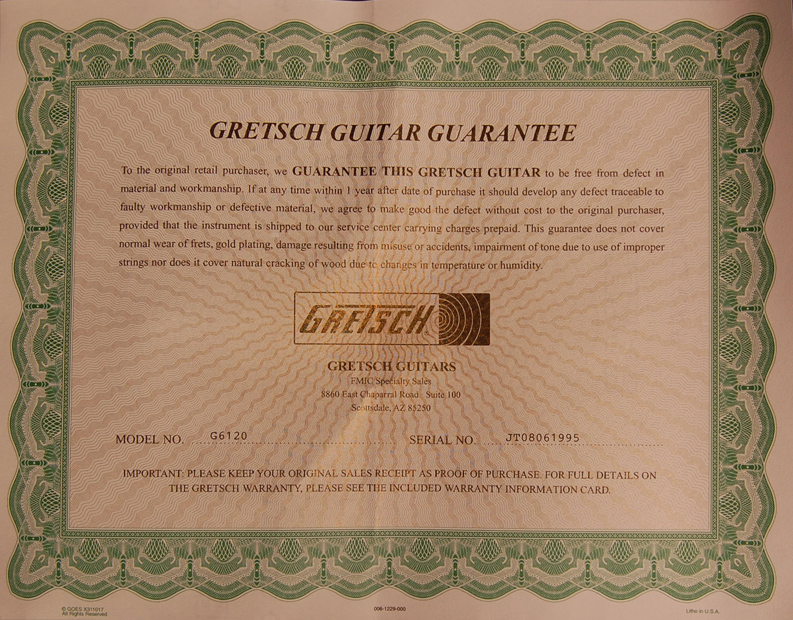 GRETSCH GUITAR GUARANTEE
To the original retail purchaser, we GUARANTEE THIS GRETSCH GUITAR to be free from defect in
material and workmanship. If at any time within 1 year after date of purchase it should develop any defect traceable to
faulty workmanship or defective material, we agree to make good the defect without cost to the original purchaser,
provided that the instrument is shipped to our service center carrying charges prepaid. This guarantee does not cover
normal wear of frets, gold plating, damage resulting from misuse or accidents, impairment of tone due to use of improper
strings nor does it cover natural cracking of wood due to changes in temperature or humidity.
GRETSCH
GRETSCH GUITARS
FMIC Specialty Sales
8860 East Chaparral Road Suite 100
Scottsdale, AZ 85250
MODEL NO. G6120 SERIAL NO. JT08061995
IMPORTANT: PLEASE KEEP YOUR ORIGINAL SALES RECEIPT AS PROOF OF PURCHASE. FOR FULL DETAILS ON
THE GRETSCH WARRANTY, PLEASE SEE THE INCLUDED WARRANTY INFORMATION CARD.
© GOES X311017
All Rights Reserved
006-1229-000
Litho in U.S.A.